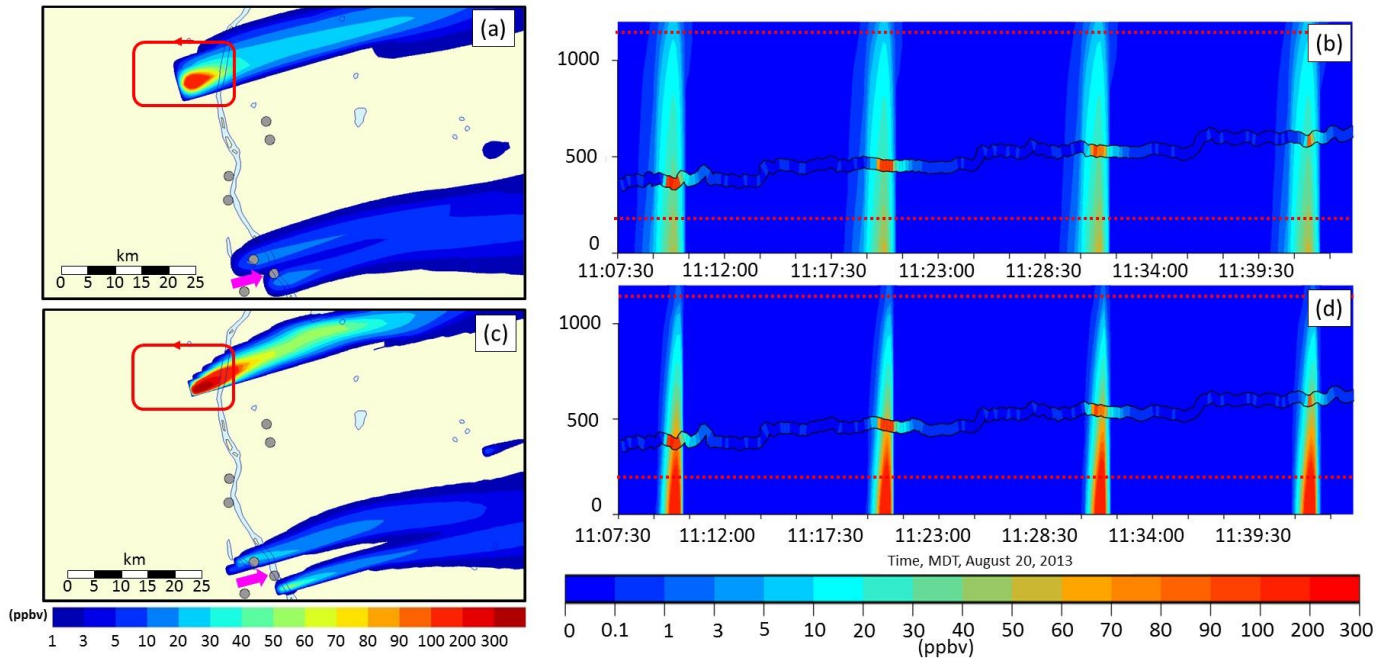 (a)
km
0 5 10 15 20 25
(b)
1000
500
0
11:07:30 11:12:00 11:17:30 11:23:00 11:28:30 11:34:00 11:39:30
(c)
km
0 5 10 15 20 25
(d)
1000
500
0
11:07:30 11:12:00 11:17:30 11:23:00 11:28:30 11:34:00 11:39:30
Time, MDT, August 20, 2013
(ppbv)
1 3 5 10 20 30 40 50 60 70 80 90 100 200 300
0 0.1 1 3 5 10 20 30 40 50 60 70 80 90 100 200 300
(ppbv)